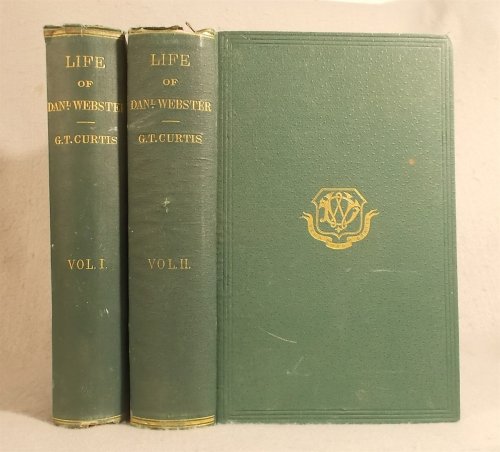 LIFE
OF
DANL. WEBSTER
G.T. CURTIS
VOL. I.
LIFE
OF
DANL. WEBSTER
G.T. CURTIS
VOL. II.